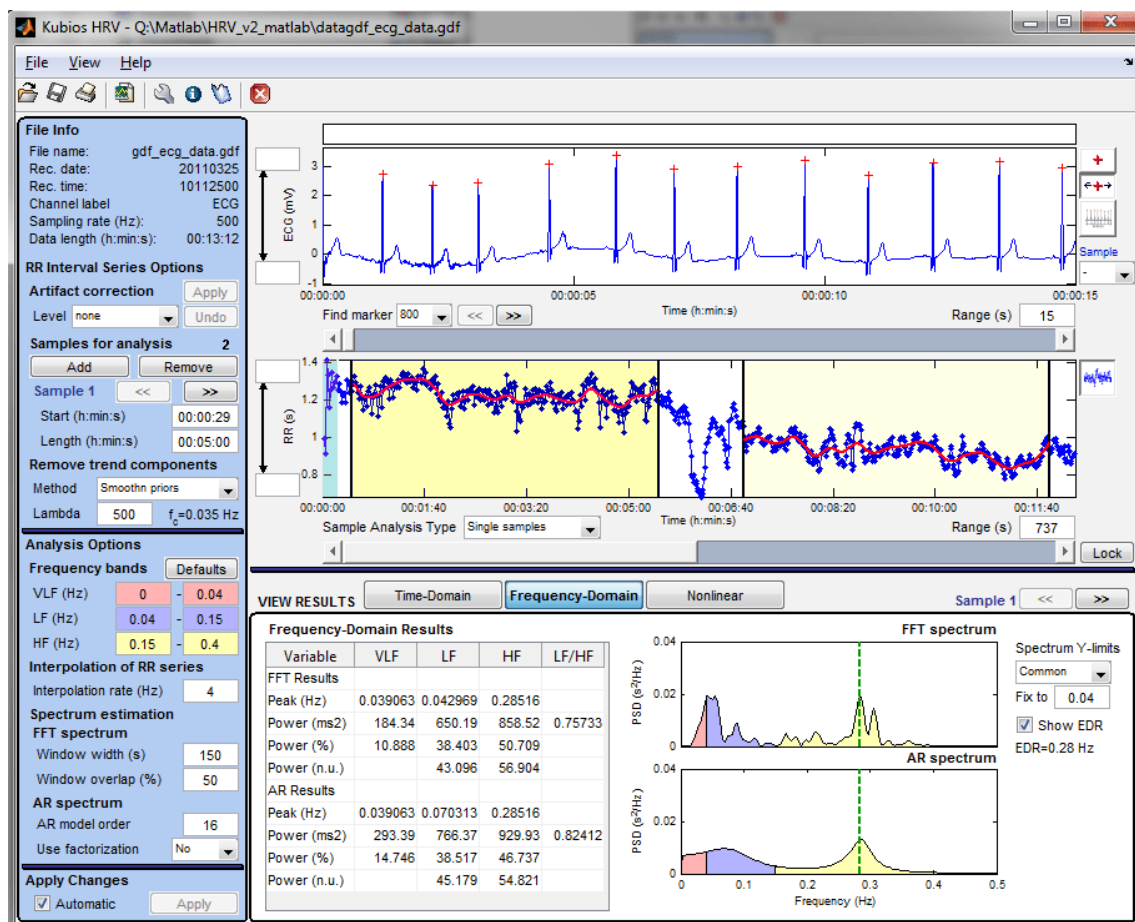 Kubios HRV - Q:\Matlab\HRV_v2_matlab\datagdf_ecg_data.gdf
File View Help
File Info
File name: gdf_ecg_data.gdf
Rec. date: 20110325
Rec. time: 10112500
Channel label ECG
Sampling rate (Hz): 500
Data length (h:min:s): 00:13:12
RR Interval Series Options
Artifact correction Apply
Level none Undo
Samples for analysis 2
Add Remove
Sample 1 << >>
Start (h:min:s) 00:00:29
Length (h:min:s) 00:05:00
Remove trend components
Method Smoothn priors
Lambda 500 fc=0.035 Hz
Analysis Options
Frequency bands Defaults
VLF (Hz) 0 - 0.04
LF (Hz) 0.04 - 0.15
HF (Hz) 0.15 - 0.4
Interpolation of RR series
Interpolation rate (Hz) 4
Spectrum estimation
FFT spectrum
Window width (s) 150
Window overlap (%) 50
AR spectrum
AR model order 16
Use factorization No
Apply Changes
Automatic Apply
ECG (mV)
3
2
1
0
-1
00:00:00 00:00:05 00:00:10 00:00:15
Sample
-
Find marker 800 << >> Time (h:min:s) Range (s) 15
RR (s)
1.4
1.2
1
0.8
00:00:00 00:01:40 00:03:20 00:05:00 00:06:40 00:08:20 00:10:00 00:11:40
Sample Analysis Type Single samples Time (h:min:s) Range (s) 737
Lock
VIEW RESULTS Time-Domain Frequency-Domain Nonlinear Sample 1 << >>
Frequency-Domain Results
Variable VLF LF HF LF/HF
FFT Results
Peak (Hz) 0.039063 0.042969 0.28516
Power (ms2) 184.34 650.19 858.52 0.75733
Power (%) 10.888 38.403 50.709
Power (n.u.) 43.096 56.904
AR Results
Peak (Hz) 0.039063 0.070313 0.28516
Power (ms2) 293.39 766.37 929.93 0.82412
Power (%) 14.746 38.517 46.737
Power (n.u.) 45.179 54.821
FFT spectrum
PSD (s²/Hz)
0.04
0.02
0
AR spectrum
PSD (s²/Hz)
0.04
0.02
0
0 0.1 0.2 0.3 0.4 0.5
Frequency (Hz)
Spectrum Y-limits
Common
Fix to 0.04
Show EDR
EDR=0.28 Hz